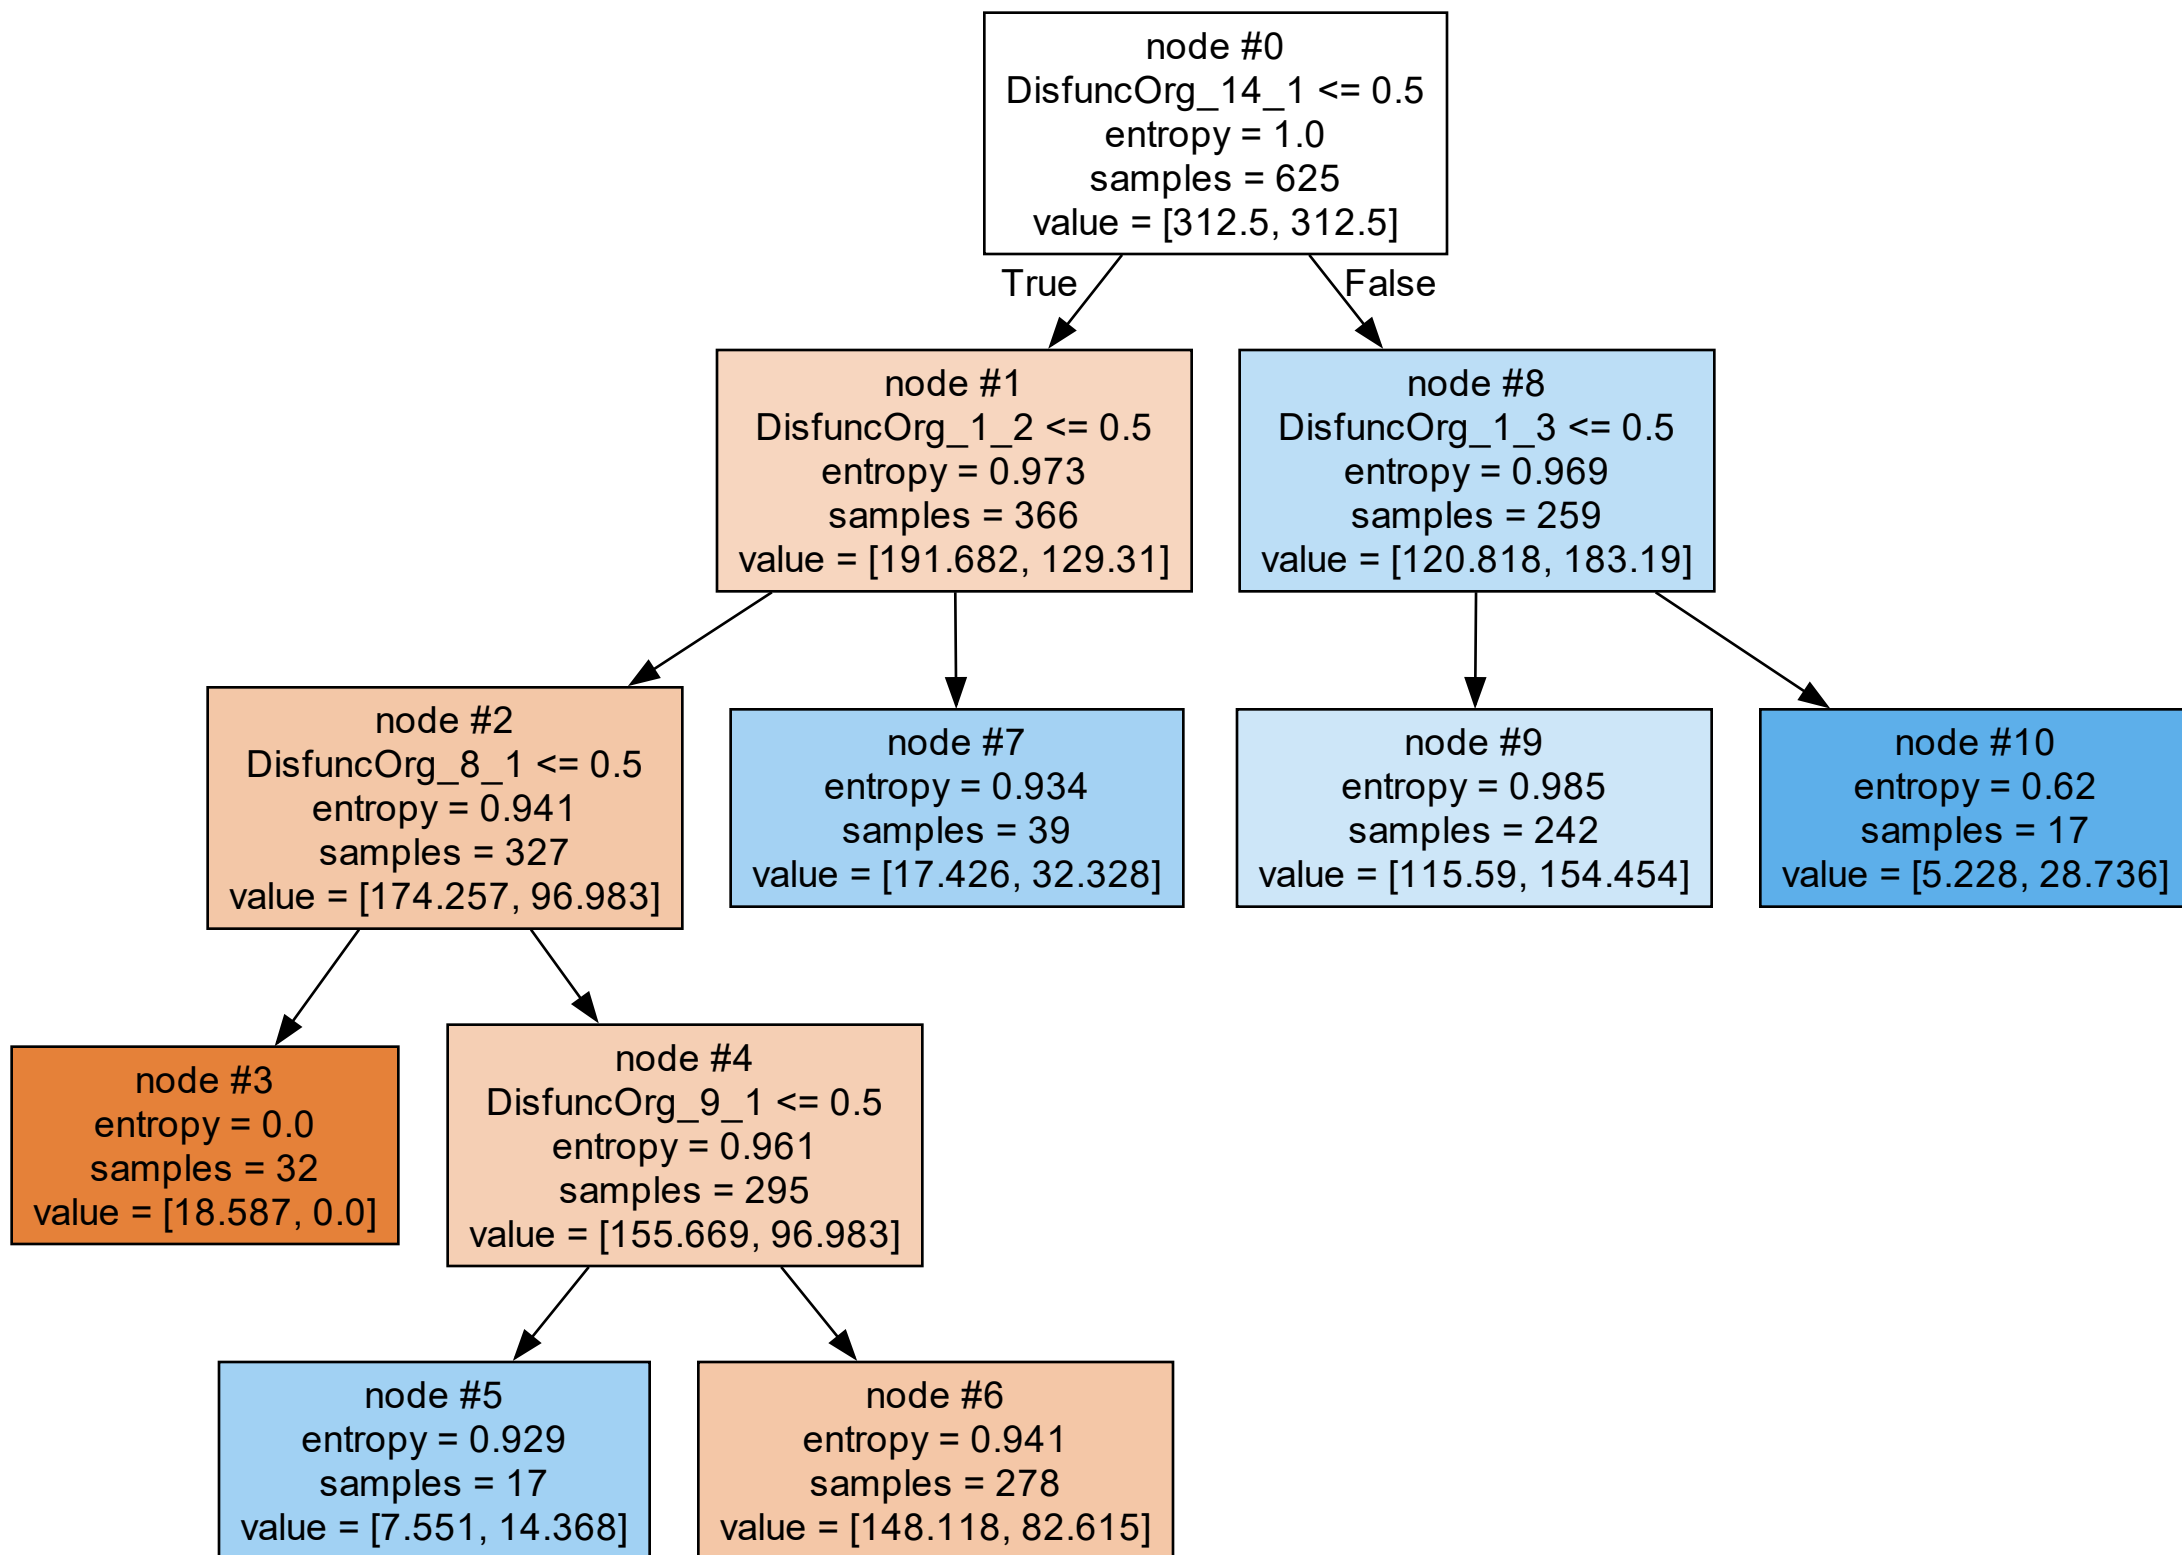 node #0
DisfuncOrg_14_1 <= 0.5
entropy = 1.0
samples = 625
value = [312.5, 312.5]
True
False
node #1
DisfuncOrg_1_2 <= 0.5
entropy = 0.973
samples = 366
value = [191.682, 129.31]
node #8
DisfuncOrg_1_3 <= 0.5
entropy = 0.969
samples = 259
value = [120.818, 183.19]
node #2
DisfuncOrg_8_1 <= 0.5
entropy = 0.941
samples = 327
value = [174.257, 96.983]
node #7
entropy = 0.934
samples = 39
value = [17.426, 32.328]
node #9
entropy = 0.985
samples = 242
value = [115.59, 154.454]
node #10
entropy = 0.62
samples = 17
value = [5.228, 28.736]
node #3
entropy = 0.0
samples = 32
value = [18.587, 0.0]
node #4
DisfuncOrg_9_1 <= 0.5
entropy = 0.961
samples = 295
value = [155.669, 96.983]
node #5
entropy = 0.929
samples = 17
value = [7.551, 14.368]
node #6
entropy = 0.941
samples = 278
value = [148.118, 82.615]